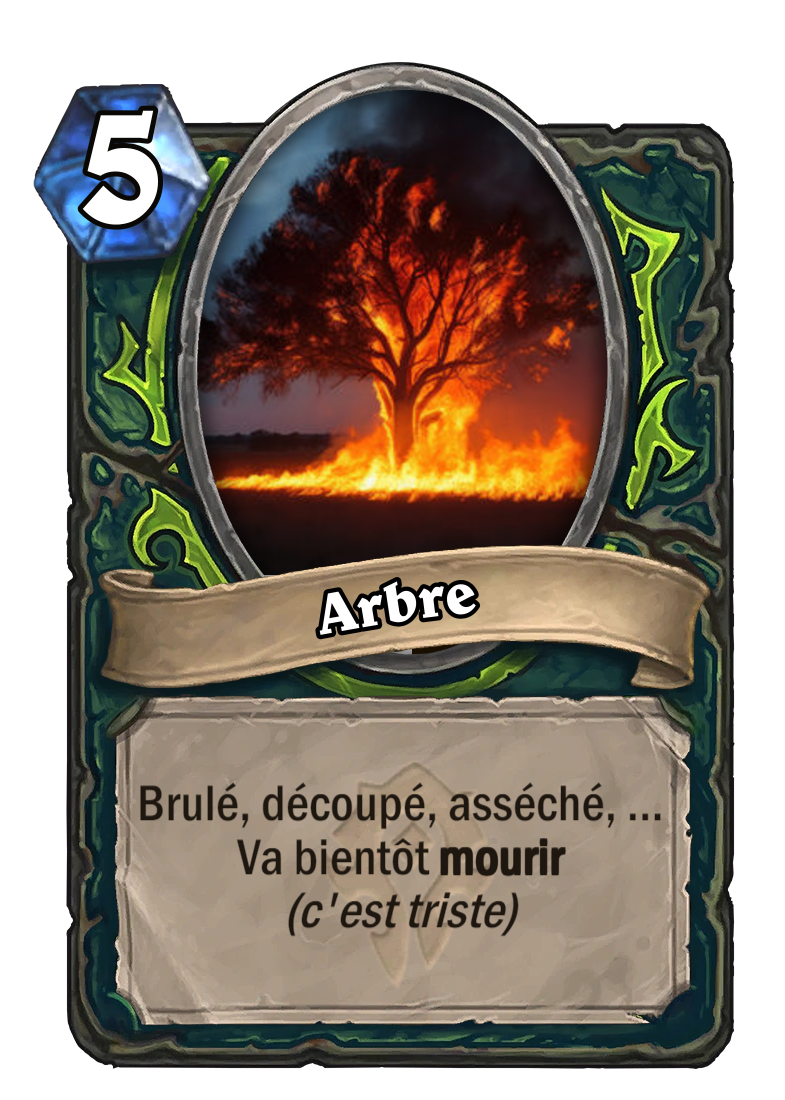 5
Arbre
Brulé, découpé, asséché, ...
Va bientôt mourir
(c'est triste)